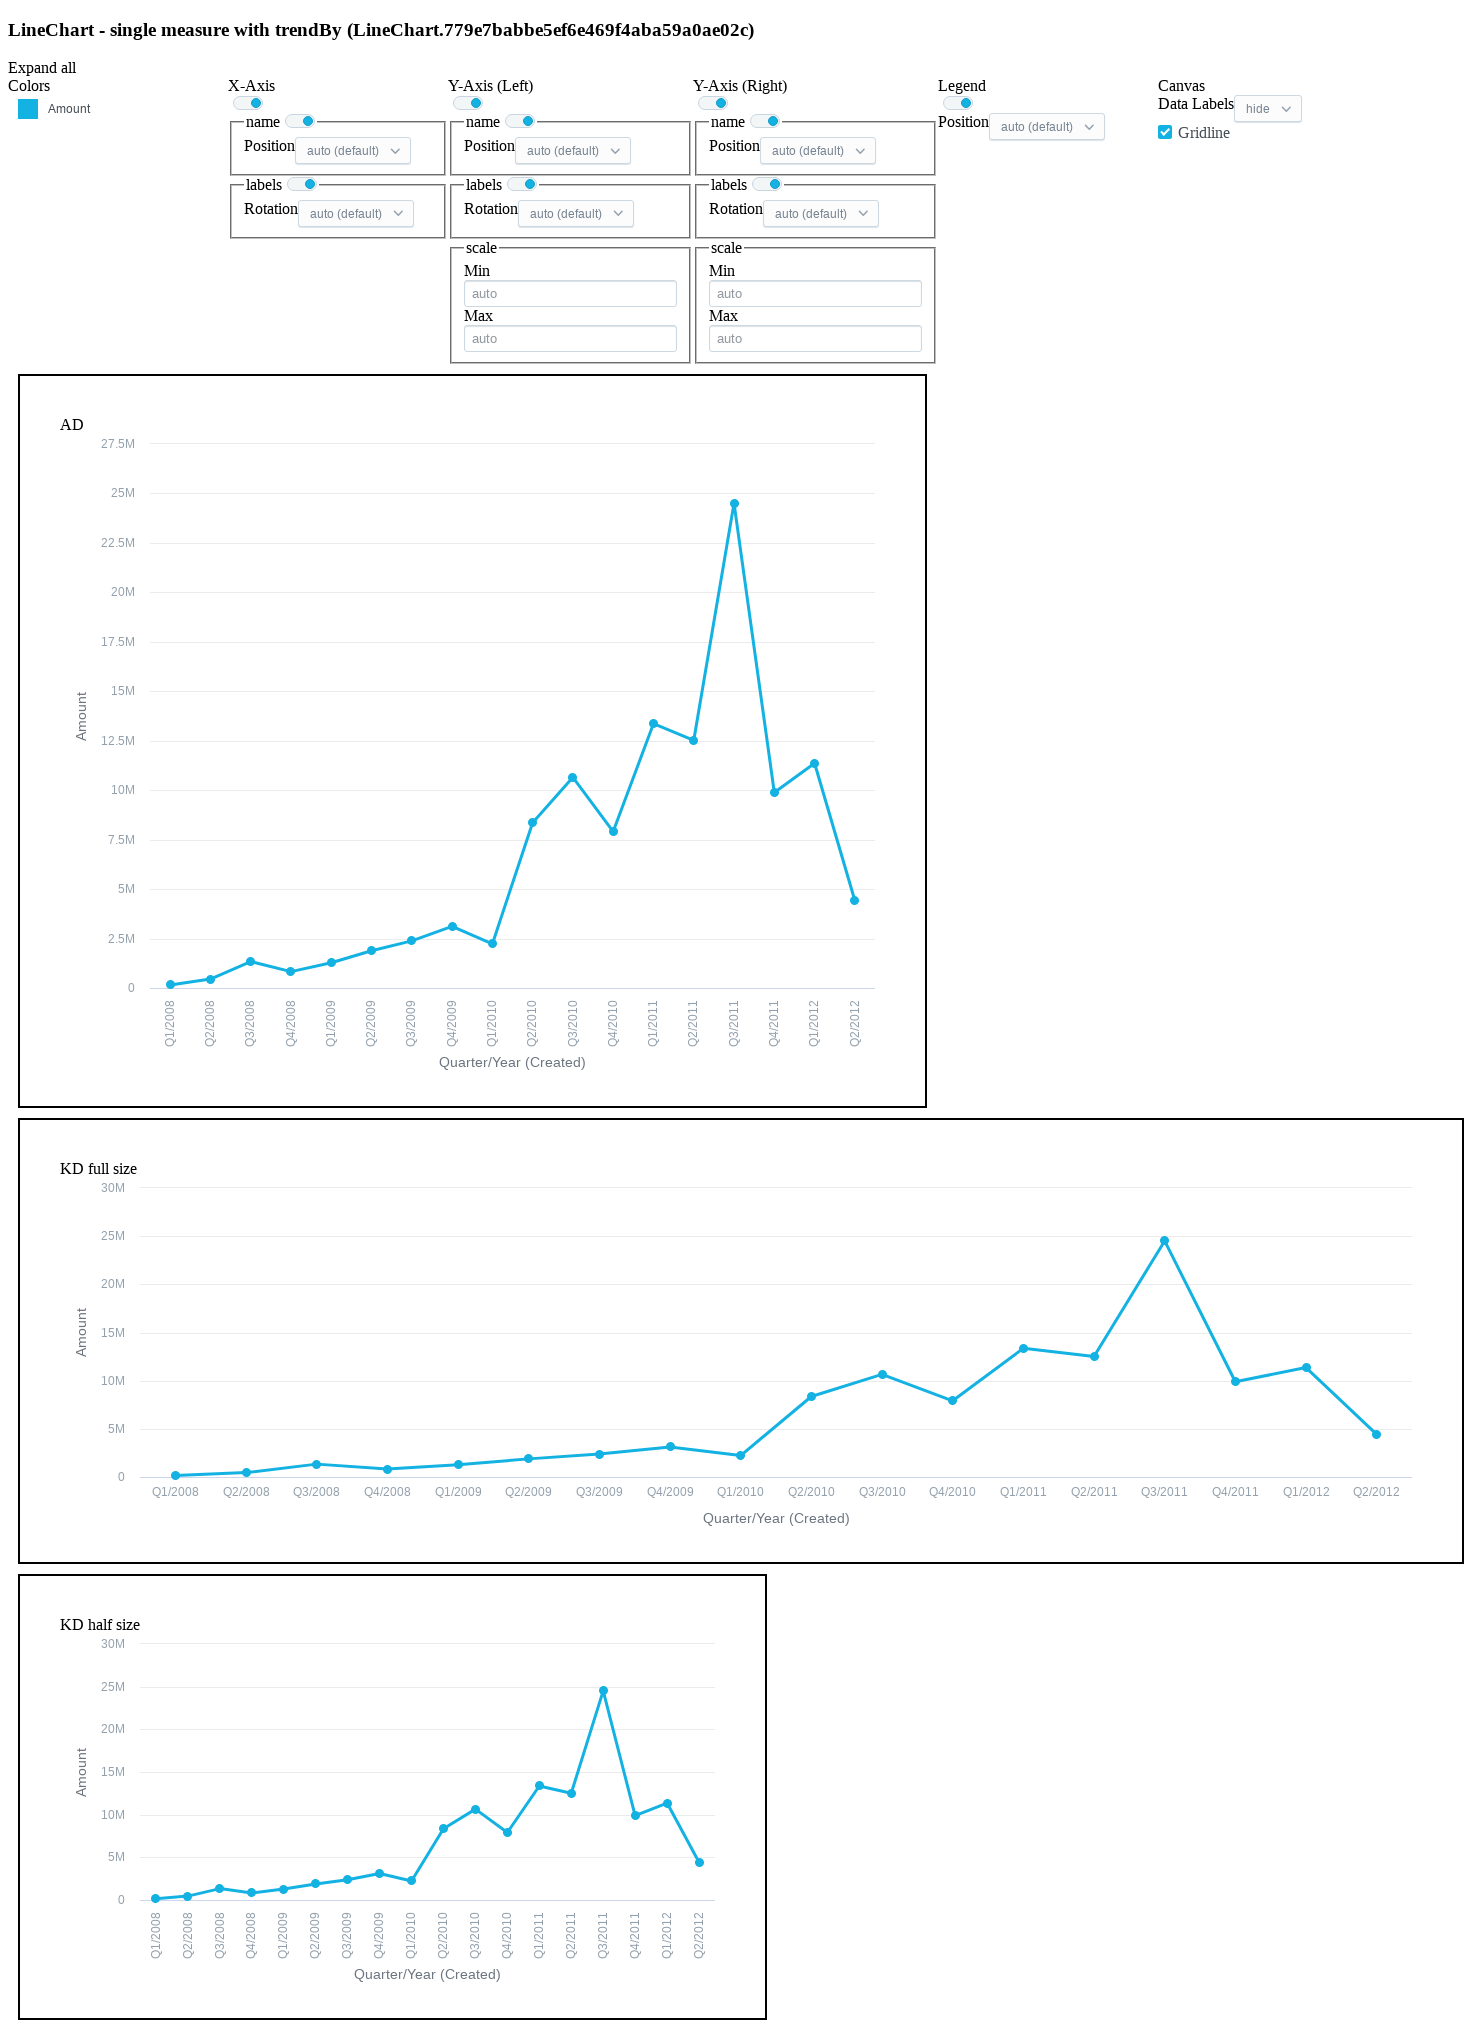 LineChart - single measure with trendBy (LineChart.779e7babbe5ef6e469f4aba59a0ae02c)
Expand all
Colors
Amount
X-Axis
name
Position auto (default)
labels
Rotation auto (default)
Y-Axis (Left)
name
Position auto (default)
labels
Rotation auto (default)
scale
Min
auto
Max
auto
Y-Axis (Right)
name
Position auto (default)
labels
Rotation auto (default)
scale
Min
auto
Max
auto
Legend
Position auto (default)
Canvas
Data Labels hide
Gridline
AD
27.5M
25M
22.5M
20M
17.5M
15M
12.5M
10M
7.5M
5M
2.5M
0
Amount
Q1/2008 Q2/2008 Q3/2008 Q4/2008 Q1/2009 Q2/2009 Q3/2009 Q4/2009 Q1/2010 Q2/2010 Q3/2010 Q4/2010 Q1/2011 Q2/2011 Q3/2011 Q4/2011 Q1/2012 Q2/2012
Quarter/Year (Created)
KD full size
30M
25M
20M
15M
10M
5M
0
Amount
Q1/2008 Q2/2008 Q3/2008 Q4/2008 Q1/2009 Q2/2009 Q3/2009 Q4/2009 Q1/2010 Q2/2010 Q3/2010 Q4/2010 Q1/2011 Q2/2011 Q3/2011 Q4/2011 Q1/2012 Q2/2012
Quarter/Year (Created)
KD half size
30M
25M
20M
15M
10M
5M
0
Amount
Q1/2008 Q2/2008 Q3/2008 Q4/2008 Q1/2009 Q2/2009 Q3/2009 Q4/2009 Q1/2010 Q2/2010 Q3/2010 Q4/2010 Q1/2011 Q2/2011 Q3/2011 Q4/2011 Q1/2012 Q2/2012
Quarter/Year (Created)